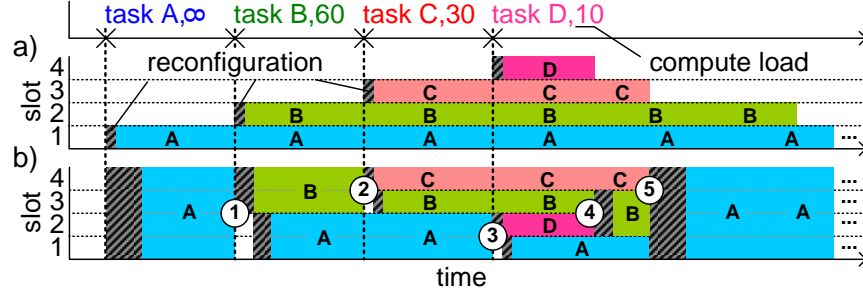 task A,∞ task B,60 task C,30 task D,10
a) reconfiguration compute load
slot
4 D
3 C C C
2 B B B B B
1 A A A A A A ...
b)
slot
4 C C C 5 ...
3 A 1 B 2 B B 4 B A A ...
2 A A 3 D ...
1 A ...
time